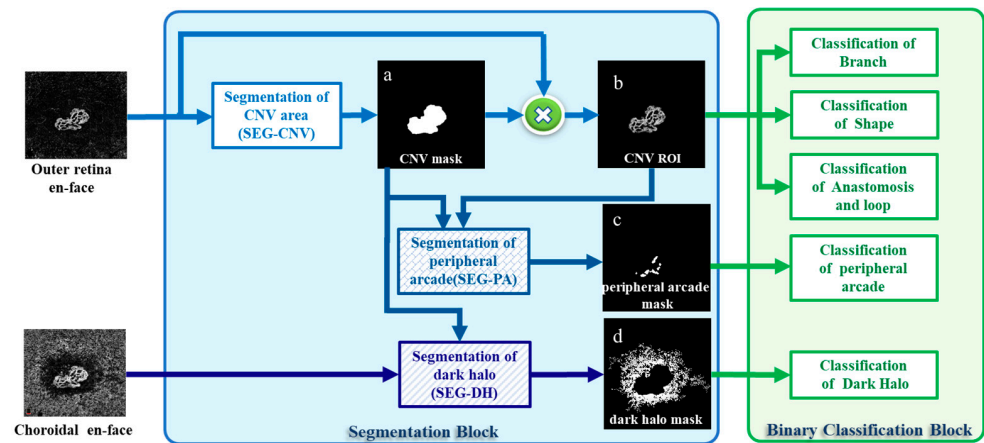 Outer retina
en-face
Choroidal en-face
Segmentation of
CNV area
(SEG-CNV)
a
CNV mask
b
CNV ROI
Segmentation of
peripheral
arcade(SEG-PA)
c
peripheral arcade
mask
Segmentation of
dark halo
(SEG-DH)
d
dark halo mask
Segmentation Block
Classification of
Branch
Classification
of Shape
Classification
of Anastomosis
and loop
Classification
of peripheral
arcade
Classification
of Dark Halo
Binary Classification Block